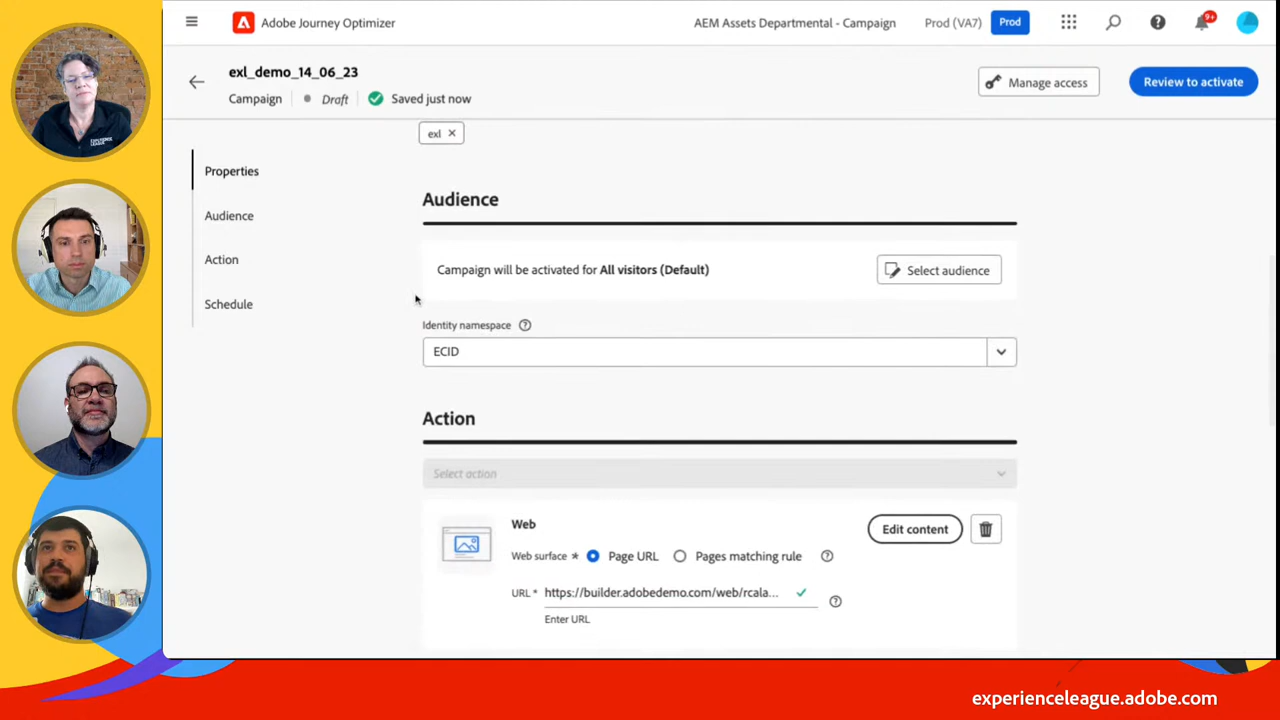 Adobe Journey Optimizer
AEM Assets Departmental - Campaign
Prod (VA7)
Prod
9+
exl_demo_14_06_23
Campaign
Draft
Saved just now
Manage access
Review to activate
exl
Properties
Audience
Action
Schedule
Audience
Campaign will be activated for All visitors (Default)
Select audience
Identity namespace
ECID
Action
Select action
Web
Edit content
Web surface *
Page URL
Pages matching rule
URL *
https://builder.adobedemo.com/web/rcala...
Enter URL
experienceleague.adobe.com